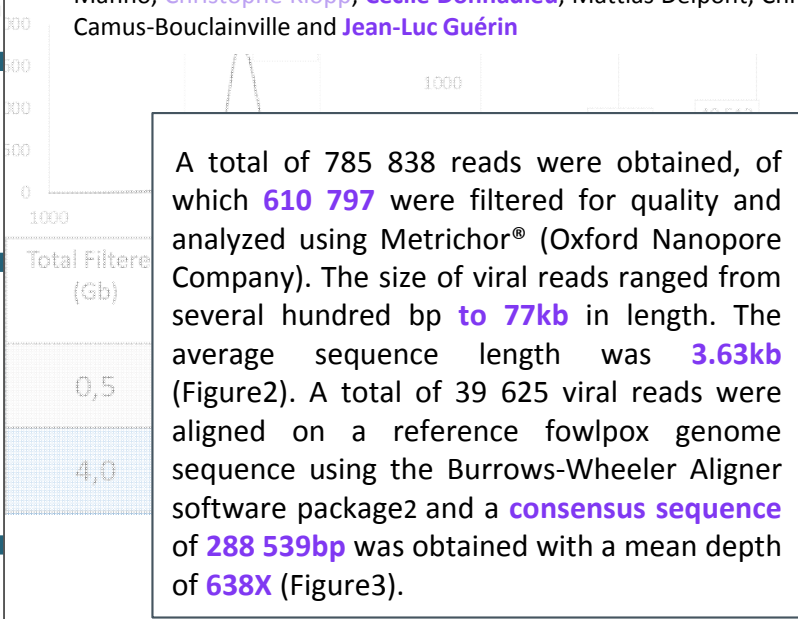 Camus-Bouclainville and Jean-Luc Guérin
1000
0
1000
Total Filtere
(Gb)
0,5
4,0
A total of 785 838 reads were obtained, of
which 610 797 were filtered for quality and
analyzed using Metrichor® (Oxford Nanopore
Company). The size of viral reads ranged from
several hundred bp to 77kb in length. The
average sequence length was 3.63kb
(Figure2). A total of 39 625 viral reads were
aligned on a reference fowlpox genome
sequence using the Burrows-Wheeler Aligner
software package2 and a consensus sequence
of 288 539bp was obtained with a mean depth
of 638X (Figure3).